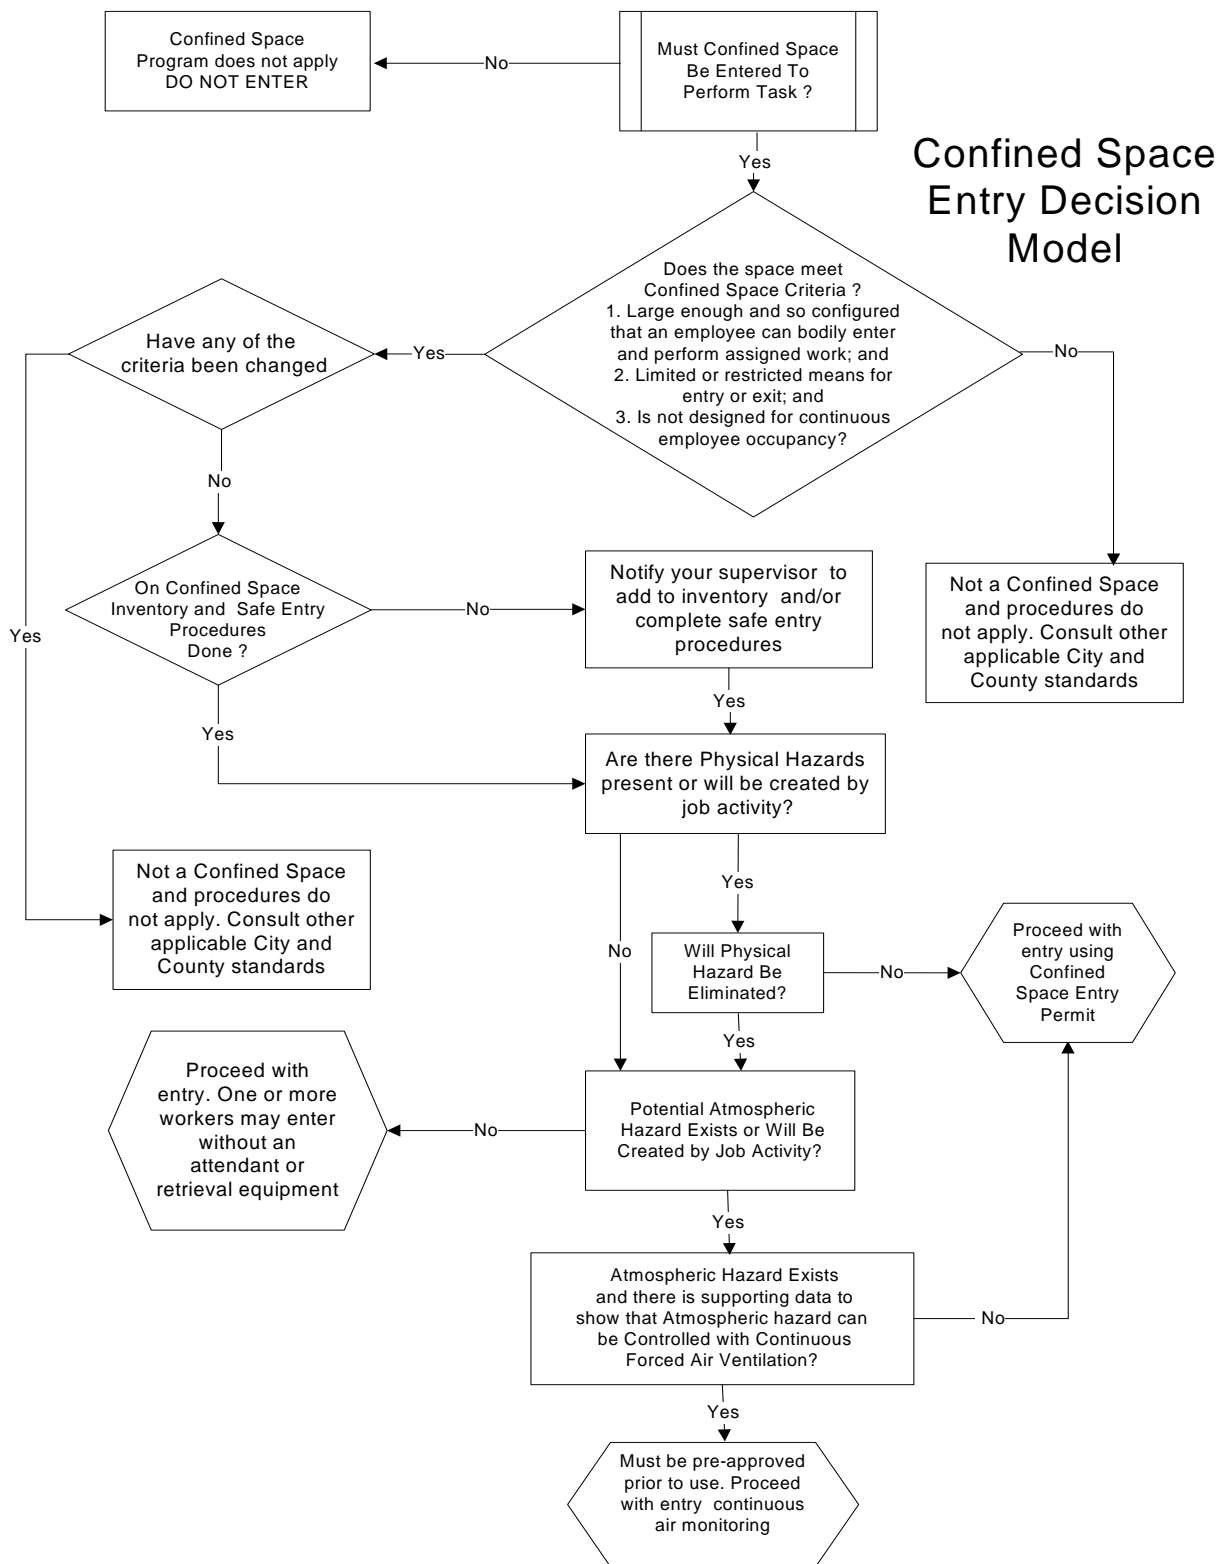 Confined Space
Program does not apply
DO NOT ENTER
No
Must Confined Space
Be Entered To
Perform Task ?
Yes
Confined Space
Entry Decision
Model
Does the space meet
Confined Space Criteria ?
1. Large enough and so configured
that an employee can bodily enter
and perform assigned work; and
2. Limited or restricted means for
entry or exit; and
3. Is not designed for continuous
employee occupancy?
Have any of the
criteria been changed
Yes
No
No
On Confined Space
Inventory and Safe Entry
Procedures
Done ?
No
Notify your supervisor to
add to inventory and/or
complete safe entry
procedures
Not a Confined Space
and procedures do
not apply. Consult other
applicable City and
County standards
Yes
Yes
Yes
Are there Physical Hazards
present or will be created by
job activity?
Not a Confined Space
and procedures do
not apply. Consult other
applicable City and
County standards
Yes
No
Will Physical
Hazard Be
Eliminated?
No
Proceed with
entry using
Confined
Space Entry
Permit
Yes
Proceed with
entry. One or more
workers may enter
without an
attendant or
retrieval equipment
No
Potential Atmospheric
Hazard Exists or Will Be
Created by Job Activity?
Yes
Atmospheric Hazard Exists
and there is supporting data to
show that Atmospheric hazard can
be Controlled with Continuous
Forced Air Ventilation?
No
Yes
Must be pre-approved
prior to use. Proceed
with entry continuous
air monitoring